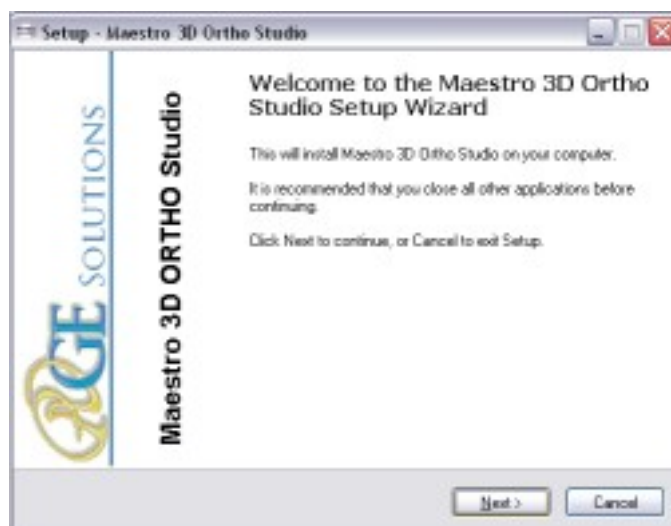 Setup - Maestro 3D Ortho Studio
AGE SOLUTIONS
Maestro 3D ORTHO Studio
Welcome to the Maestro 3D Ortho
Studio Setup Wizard
This will install Maestro 3D Ortho Studio on your computer.
It is recommended that you close all other applications before
continuing.
Click Next to continue, or Cancel to exit Setup.
Next >
Cancel